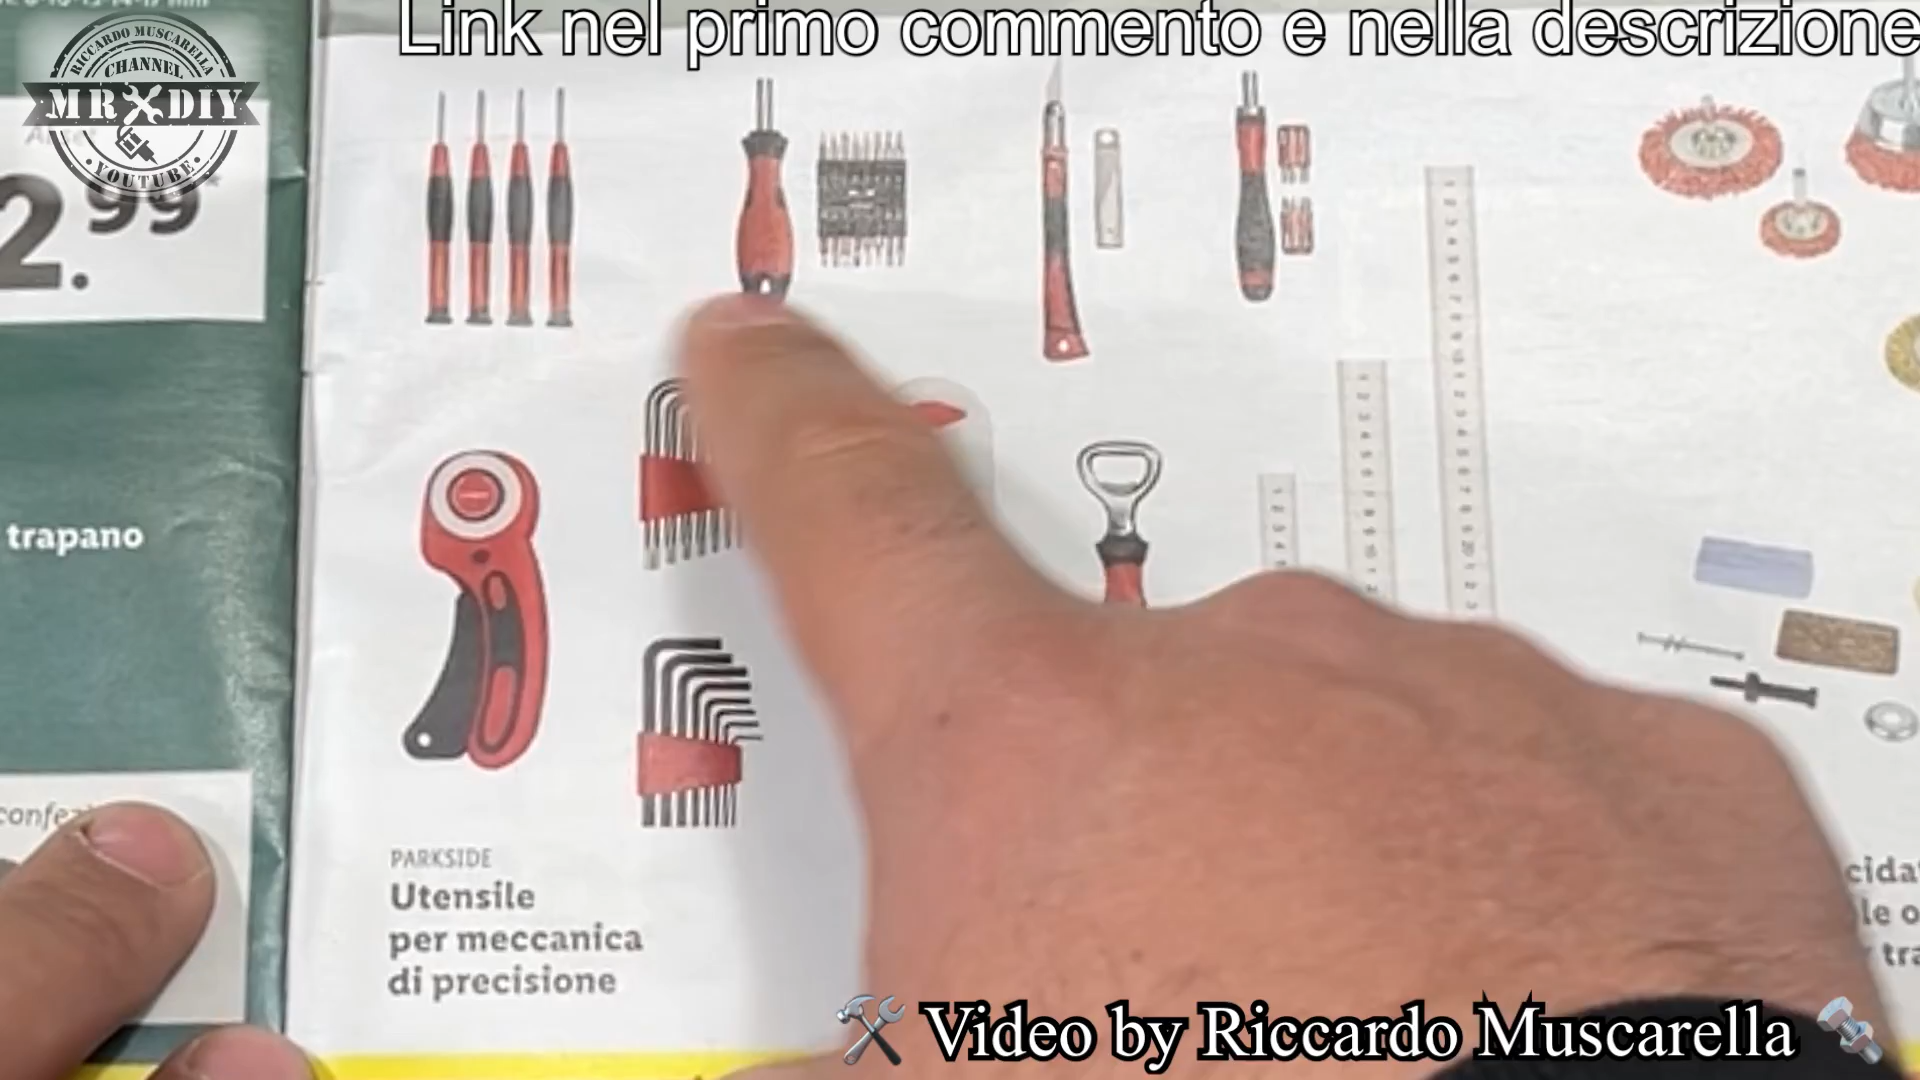 Link nel primo commento e nella descrizione
RICCARDO MUSCARELLA
CHANNEL
MR DIY
YOUTUBE
2.99*
trapano
PARKSIDE
Utensile
per meccanica
di precisione
🛠 Video by Riccardo Muscarella 🔩